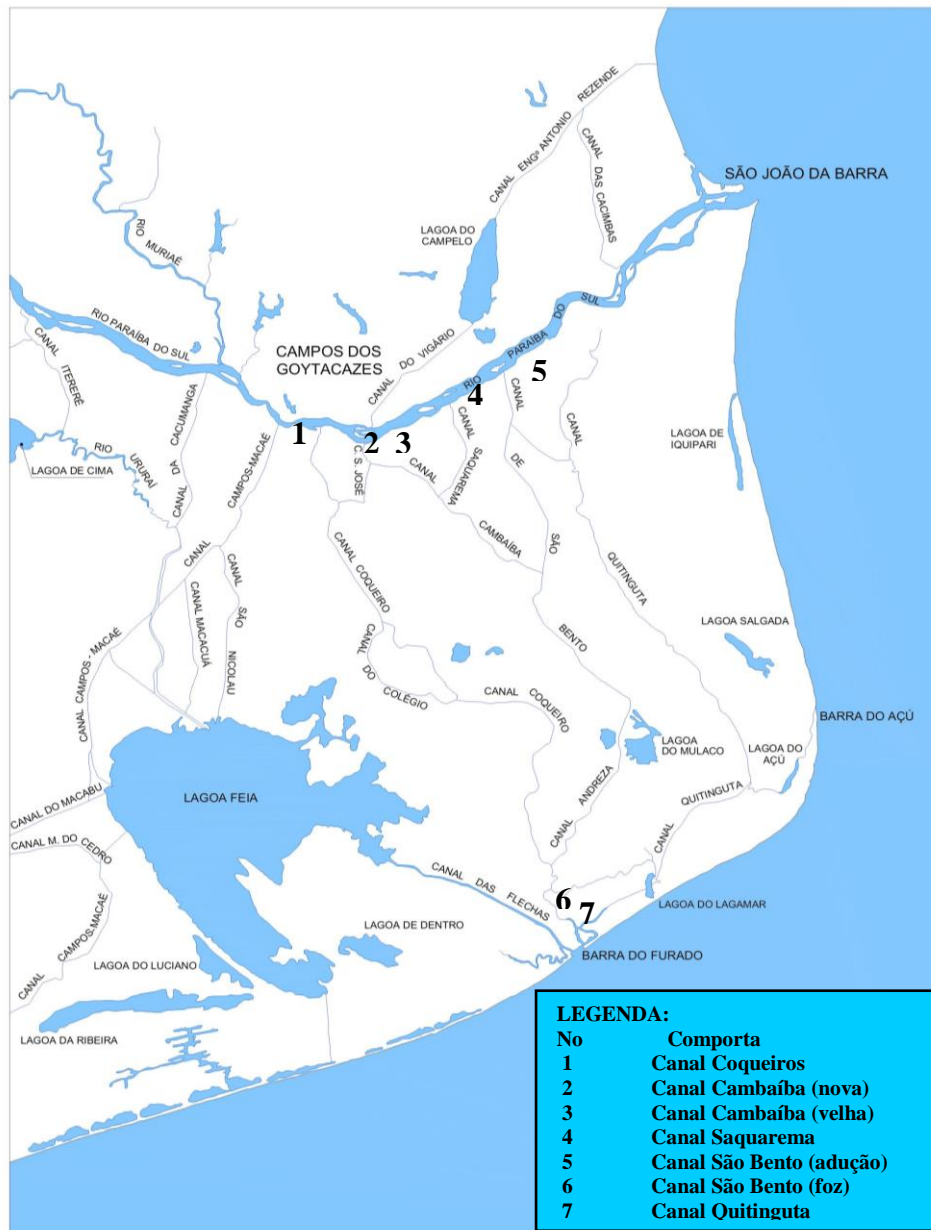 SÃO JOÃO DA BARRA
CANAL ENGº ANTONIO REZENDE
CANAL DAS CACIMBAS
LAGOA DO
CAMPELO
RIO MURIAÉ
RIO PARAÍBA DO SUL
CAMPOS DOS
GOYTACAZES
CANAL DO VIGÁRIO
RIO PARAÍBA DO SUL
CANAL ITERERÉ
LAGOA DE CIMA
RIO URURAÍ
CANAL DA CACUMANGA
CANAL CAMPOS-MACAÉ
1
2
3
4
5
C. S. JOSÉ
CANAL CAMBAÍBA
CANAL SAQUAREMA
CANAL DE SÃO BENTO
CANAL QUITINGUTA
LAGOA DE
IQUIPARI
CANAL SÃO NICOLAU
CANAL MACACUÁ
CANAL COQUEIRO
CANAL DO COLÉGIO
CANAL COQUEIRO
LAGOA SALGADA
BARRA DO AÇÚ
LAGOA DO
AÇÚ
LAGOA
DO MULACO
CANAL ANDREZA
CANAL QUITINGUTA
CANAL CAMPOS - MACAÉ
CANAL DO MACABU
CANAL M. DO CEDRO
CANAL CAMPOS-MACAÉ
LAGOA FEIA
CANAL DAS FLECHAS
6
7
LAGOA DO LAGAMAR
LAGOA DE DENTRO
BARRA DO FURADO
LAGOA DO LUCIANO
LAGOA DA RIBEIRA
LEGENDA:
No Comporta
1 Canal Coqueiros
2 Canal Cambaíba (nova)
3 Canal Cambaíba (velha)
4 Canal Saquarema
5 Canal São Bento (adução)
6 Canal São Bento (foz)
7 Canal Quitinguta